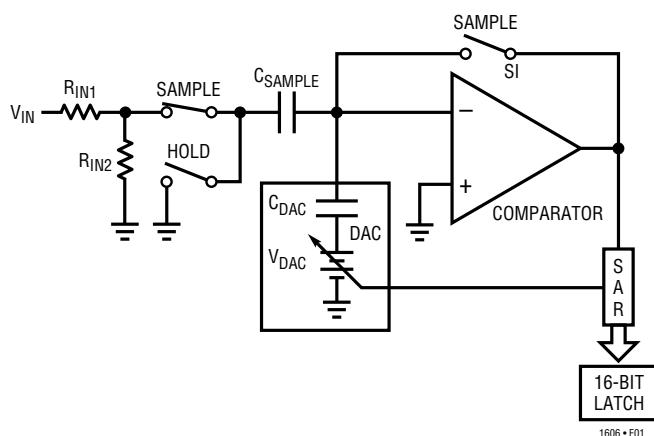 SAMPLE
SI
C_SAMPLE
R_IN1
SAMPLE
V_IN
HOLD
R_IN2
−
+
COMPARATOR
C_DAC
DAC
V_DAC
S
A
R
16-BIT
LATCH
1606 • F01